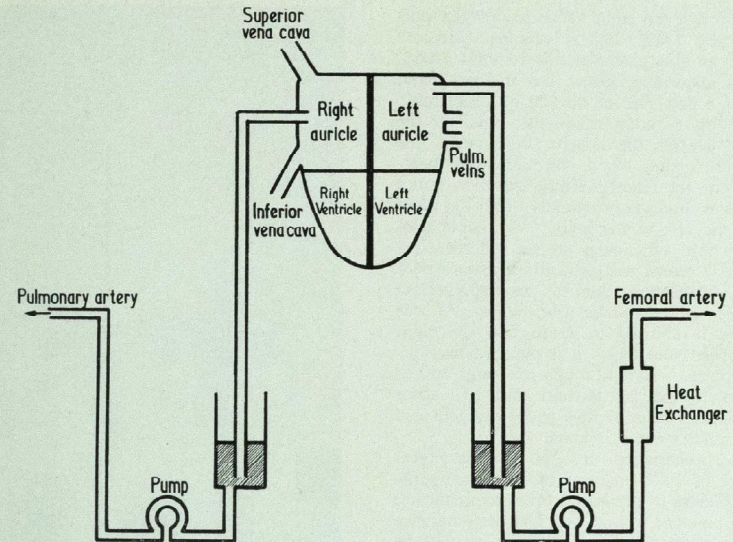 Superior
vena cava
Right
auricle
Left
auricle
Pulm.
veins
Right
Ventricle
Left
Ventricle
Inferior
vena cava
Pulmonary artery
Femoral artery
Heat
Exchanger
Pump
Pump